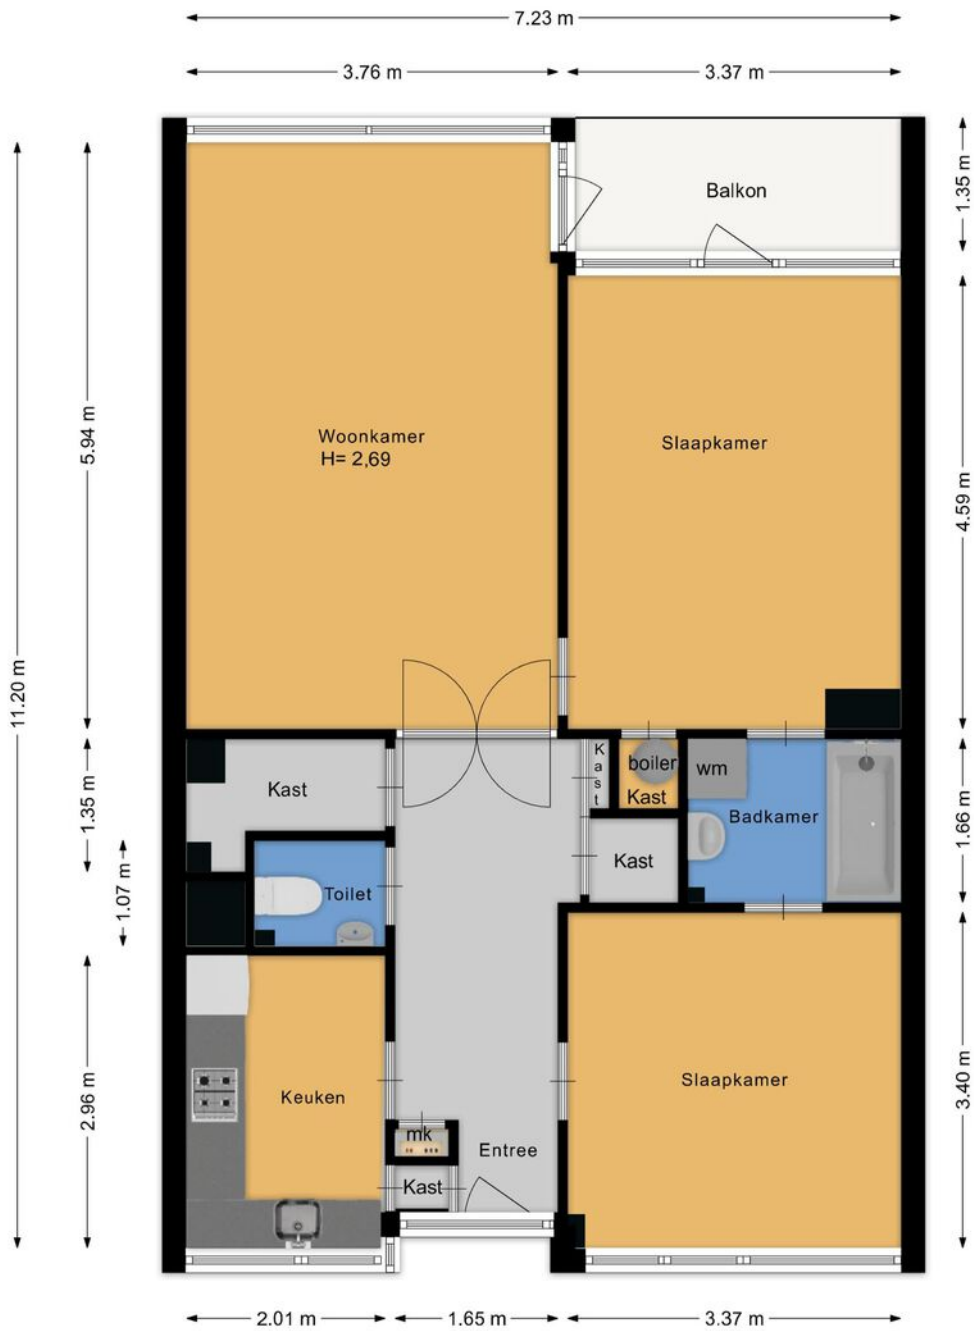 7.23 m
3.76 m
3.37 m
Balkon
1.35 m
Woonkamer
H= 2,69
Slaapkamer
5.94 m
4.59 m
11.20 m
Kast
Kast
boiler
Kast
wm
Badkamer
Kast
1.35 m
1.66 m
1.07 m
Toilet
Keuken
Slaapkamer
2.96 m
3.40 m
mk
Entree
Kast
2.01 m
1.65 m
3.37 m